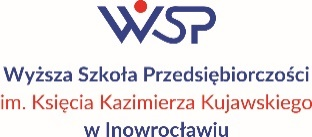 WSP
Wyższa Szkoła Przedsiębiorczości
im. Księcia Kazimierza Kujawskiego
w Inowrocławiu